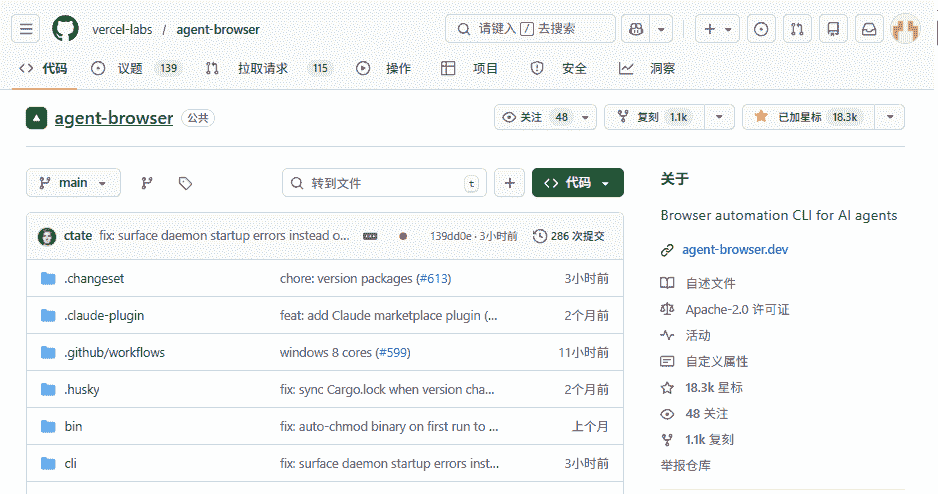 vercel-labs / agent-browser 请键入 / 去搜索
代码 议题 139 拉取请求 115 操作 项目 安全 洞察
agent-browser 公共 关注 48 复刻 1.1k 已加星标 18.3k
main 转到文件 t 代码
ctate fix: surface daemon startup errors instead o... 139dd0e · 3小时前 286 次提交
.changeset chore: version packages (#613) 3小时前
.claude-plugin feat: add Claude marketplace plugin (... 2个月前
.github/workflows windows 8 cores (#599) 11小时前
.husky fix: sync Cargo.lock when version cha... 2个月前
bin fix: auto-chmod binary on first run to ... 上个月
cli fix: surface daemon startup errors inst... 3小时前
关于
Browser automation CLI for AI agents
agent-browser.dev
自述文件
Apache-2.0 许可证
活动
自定义属性
18.3k 星标
48 关注
1.1k 复刻
举报仓库